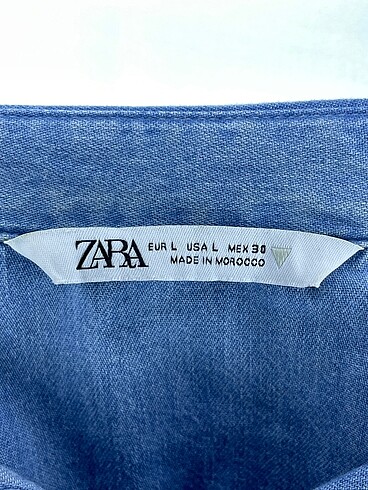 ZARA
EUR L USA L MEX 30
MADE IN MOROCCO